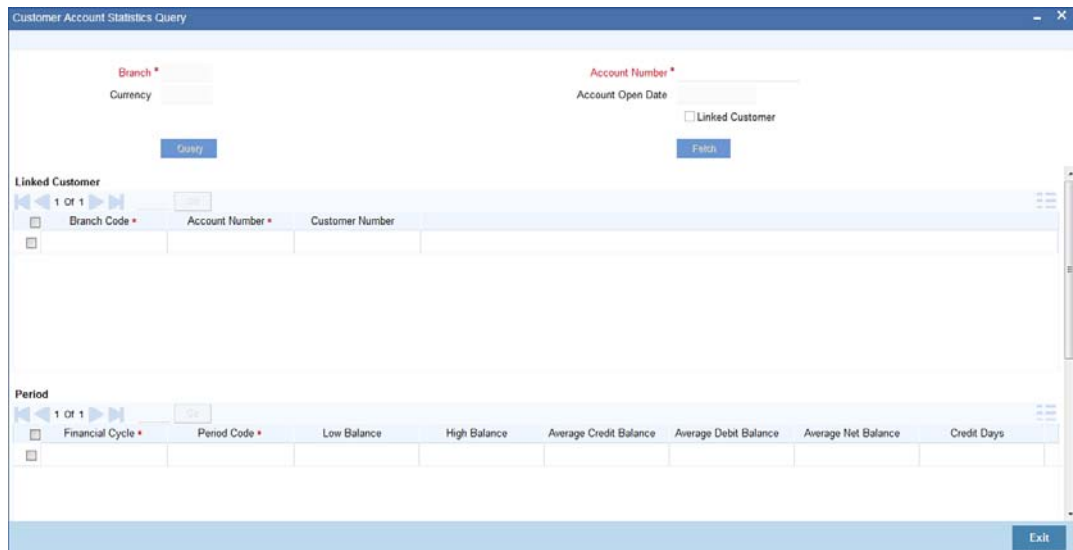 Customer Account Statistics Query
Branch * Account Number *
Currency Account Open Date
Linked Customer
Query Fetch
Linked Customer
1 Of 1
Branch Code * Account Number * Customer Number
Period
1 Of 1 Go
Financial Cycle * Period Code * Low Balance High Balance Average Credit Balance Average Debit Balance Average Net Balance Credit Days
Exit